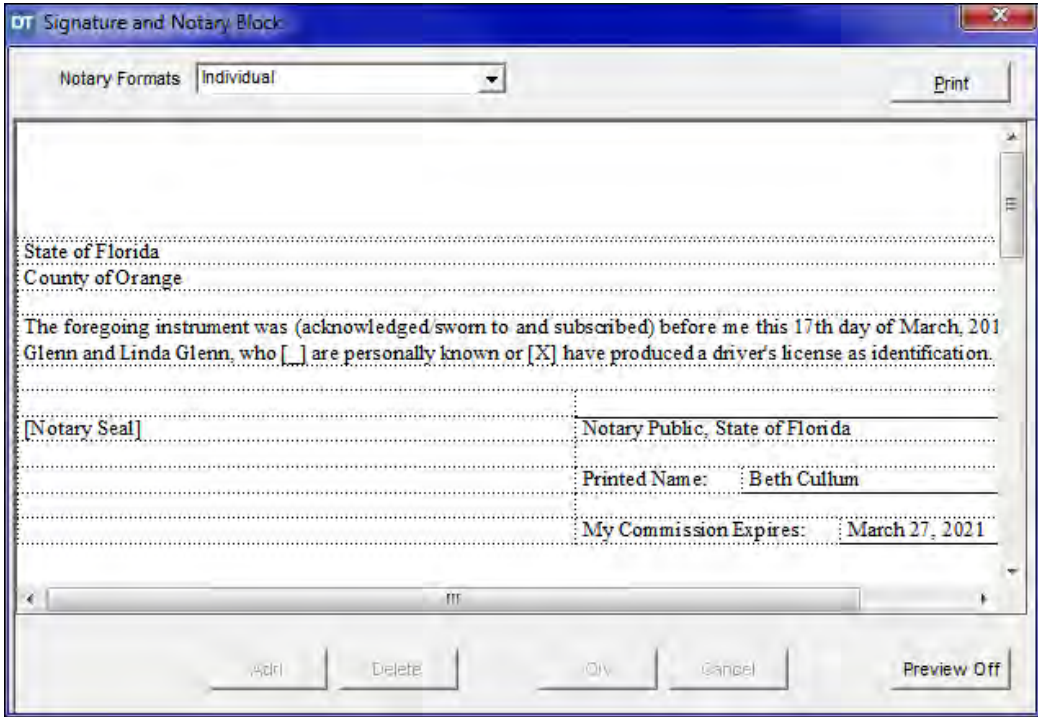 DT Signature and Notary Block
Notary Formats Individual
Print
State of Florida
County of Orange
The foregoing instrument was (acknowledged/sworn to and subscribed) before me this 17th day of March, 201
Glenn and Linda Glenn, who [_] are personally known or [X] have produced a driver's license as identification.
[Notary Seal]
Notary Public, State of Florida
Printed Name: Beth Cullum
My Commission Expires: March 27, 2021
Add Delete Cancel Preview Off